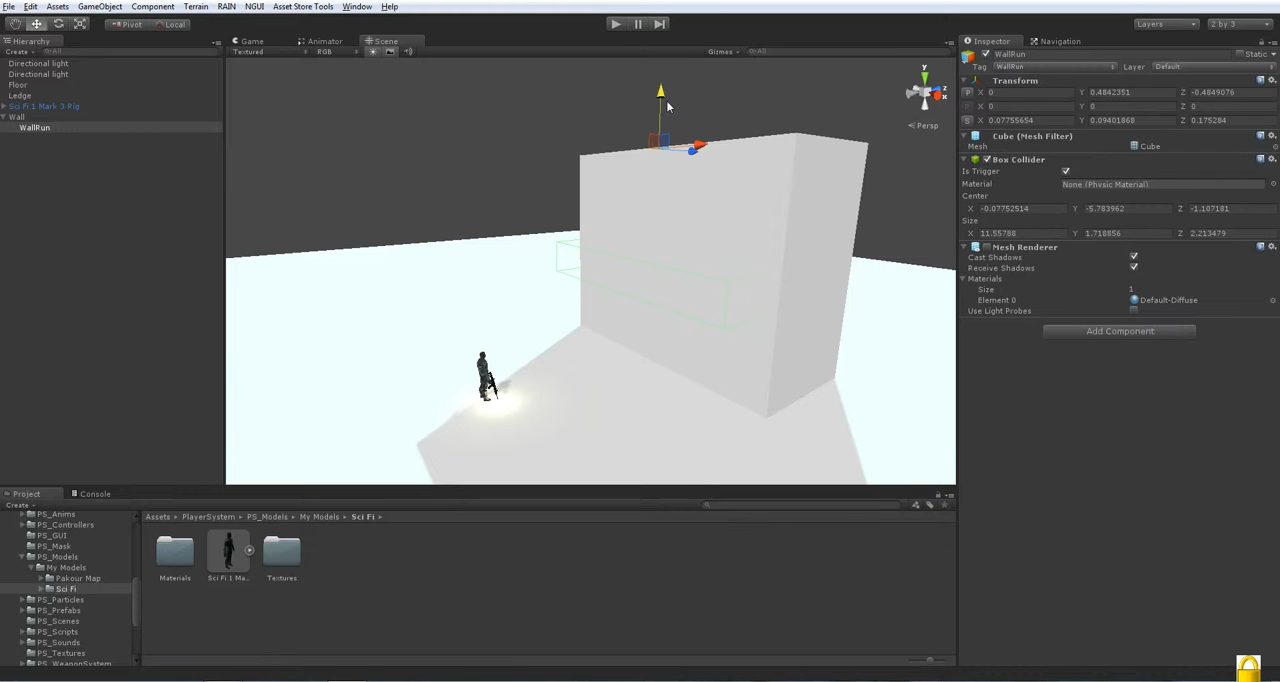 File Edit Assets GameObject Component Terrain RAIN NGUI Asset Store Tools Window Help
Pivot Local Layers 2 by 3
Hierarchy Game Animator Scene Inspector Navigation
Create All Textured RGB Gizmos All WallRun Static
Directional light Tag WallRun Layer Default
Directional light Transform
Floor P X 0 Y 0.4842351 Z -0.4849076
Ledge P X 0 Y 0 Z 0
Sci Fi 1 Mark 3 Rig S X 0.07755654 Y 0.09401868 Z 0.175284
Wall
WallRun
y
z
x
Persp
Cube (Mesh Filter)
Mesh Cube
Box Collider
Is Trigger
Material None (Physic Material)
Center
X -0.07752514 Y -5.783962 Z -1.107181
Size
X 11.55788 Y 1.718856 Z 2.213479
Mesh Renderer
Cast Shadows
Receive Shadows
Materials
Size 1
Element 0 Default-Diffuse
Use Light Probes
Add Component
Project Console
Create
PS_Anims
PS_Controllers
PS_GUI
PS_Mask
PS_Models
My Models
Pakour Map
Sci Fi
PS_Particles
PS_Prefabs
PS_Scenes
PS_Scripts
PS_Sounds
PS_Textures
PS_WeaponSystem
Assets PlayerSystem PS_Models My Models Sci Fi
Materials Sci Fi 1 Ma... Textures